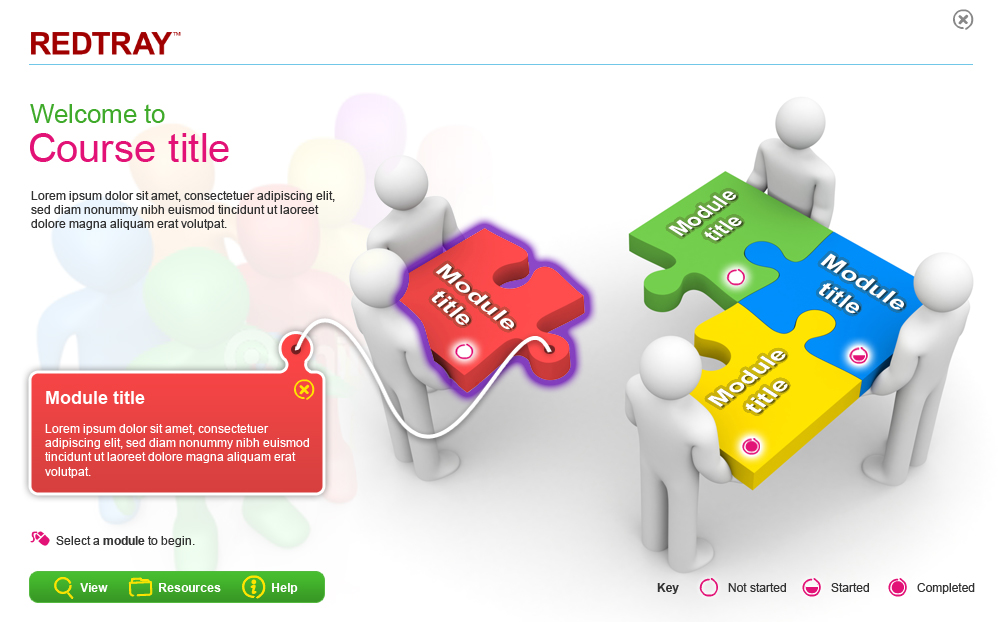 REDTRAY™
Welcome to
Course title
Lorem ipsum dolor sit amet, consectetuer adipiscing elit,
sed diam nonummy nibh euismod tincidunt ut laoreet
dolore magna aliquam erat volutpat.
Module
title
Module
title
Module
title
Module
title
Module title
Lorem ipsum dolor sit amet, consectetuer
adipiscing elit, sed diam nonummy nibh euismod
tincidunt ut laoreet dolore magna aliquam erat
volutpat.
Select a module to begin.
View Resources Help
Key Not started Started Completed